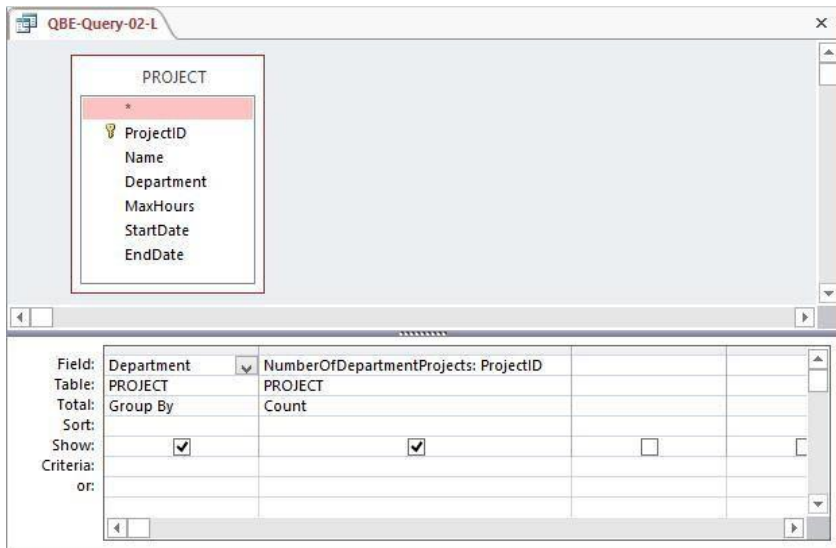 QBE-Query-02-L
PROJECT
*
ProjectID
Name
Department
MaxHours
StartDate
EndDate
Field: Department NumberOfDepartmentProjects: ProjectID
Table: PROJECT PROJECT
Total: Group By Count
Sort:
Show:
Criteria:
or: